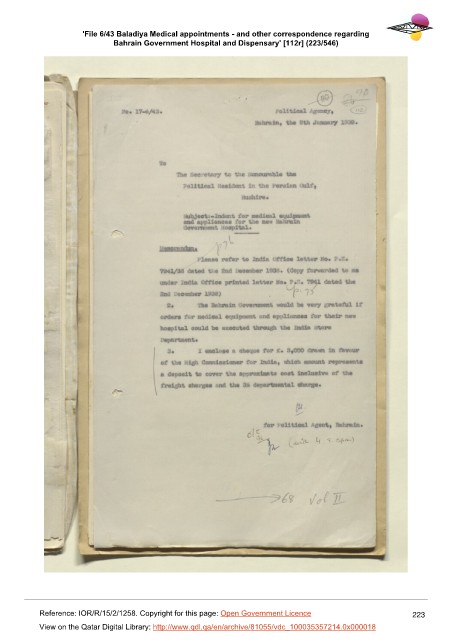 'File 6/43 Baladiya Medical appointments - and other correspondence regarding
Bahrain Government Hospital and Dispensary' [112r] (223/546)
No. 17-6/43.
Political Agency,
Bahrain, the 9th January 1939.
To
The Secretary to the Honourable the
Political Resident in the Persian Gulf,
Bushire.
Subject:-Indent for medical equipment
and appliances for the new Bahrain
Government Hospital.
Memorandum.
Please refer to India Office letter No. P.Z.
7941/38 dated the 2nd December 1938. (Copy forwarded to me
under India Office printed letter No. P.Z. 7941 dated the
2nd December 1938)
2. The Bahrain Government would be very grateful if
orders for medical equipment and appliances for their new
hospital could be executed through the India Store
Department.
3. I enclose a cheque for £. 8,000 drawn in favour
of the High Commissioner for India, which amount represents
a deposit to cover the approximate cost inclusive of the
freight charges and the 2% departmental charge.
for Political Agent, Bahrain.
68 Vol II
Reference: IOR/R/15/2/1258. Copyright for this page: Open Government Licence
223
View on the Qatar Digital Library: http://www.qdl.qa/en/archive/81055/vdc_100035357214.0x000018